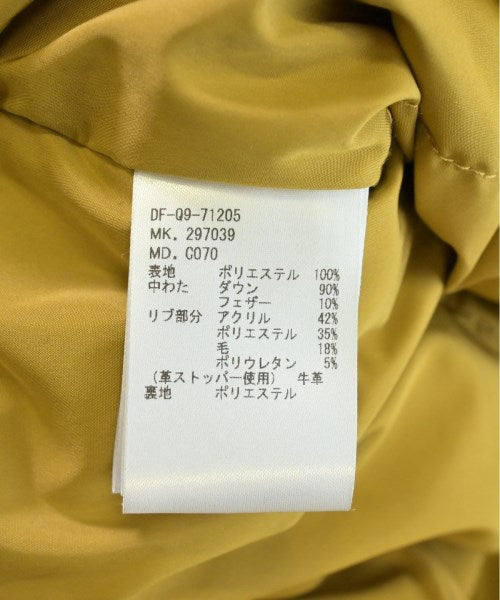 DF-Q9-71205
MK. 297039
MD. C070
表地 ポリエステル 100%
中わた ダウン 90%
フェザー 10%
リブ部分 アクリル 42%
ポリエステル 35%
毛 18%
ポリウレタン 5%
(革ストッパー使用) 牛革
裏地 ポリエステル